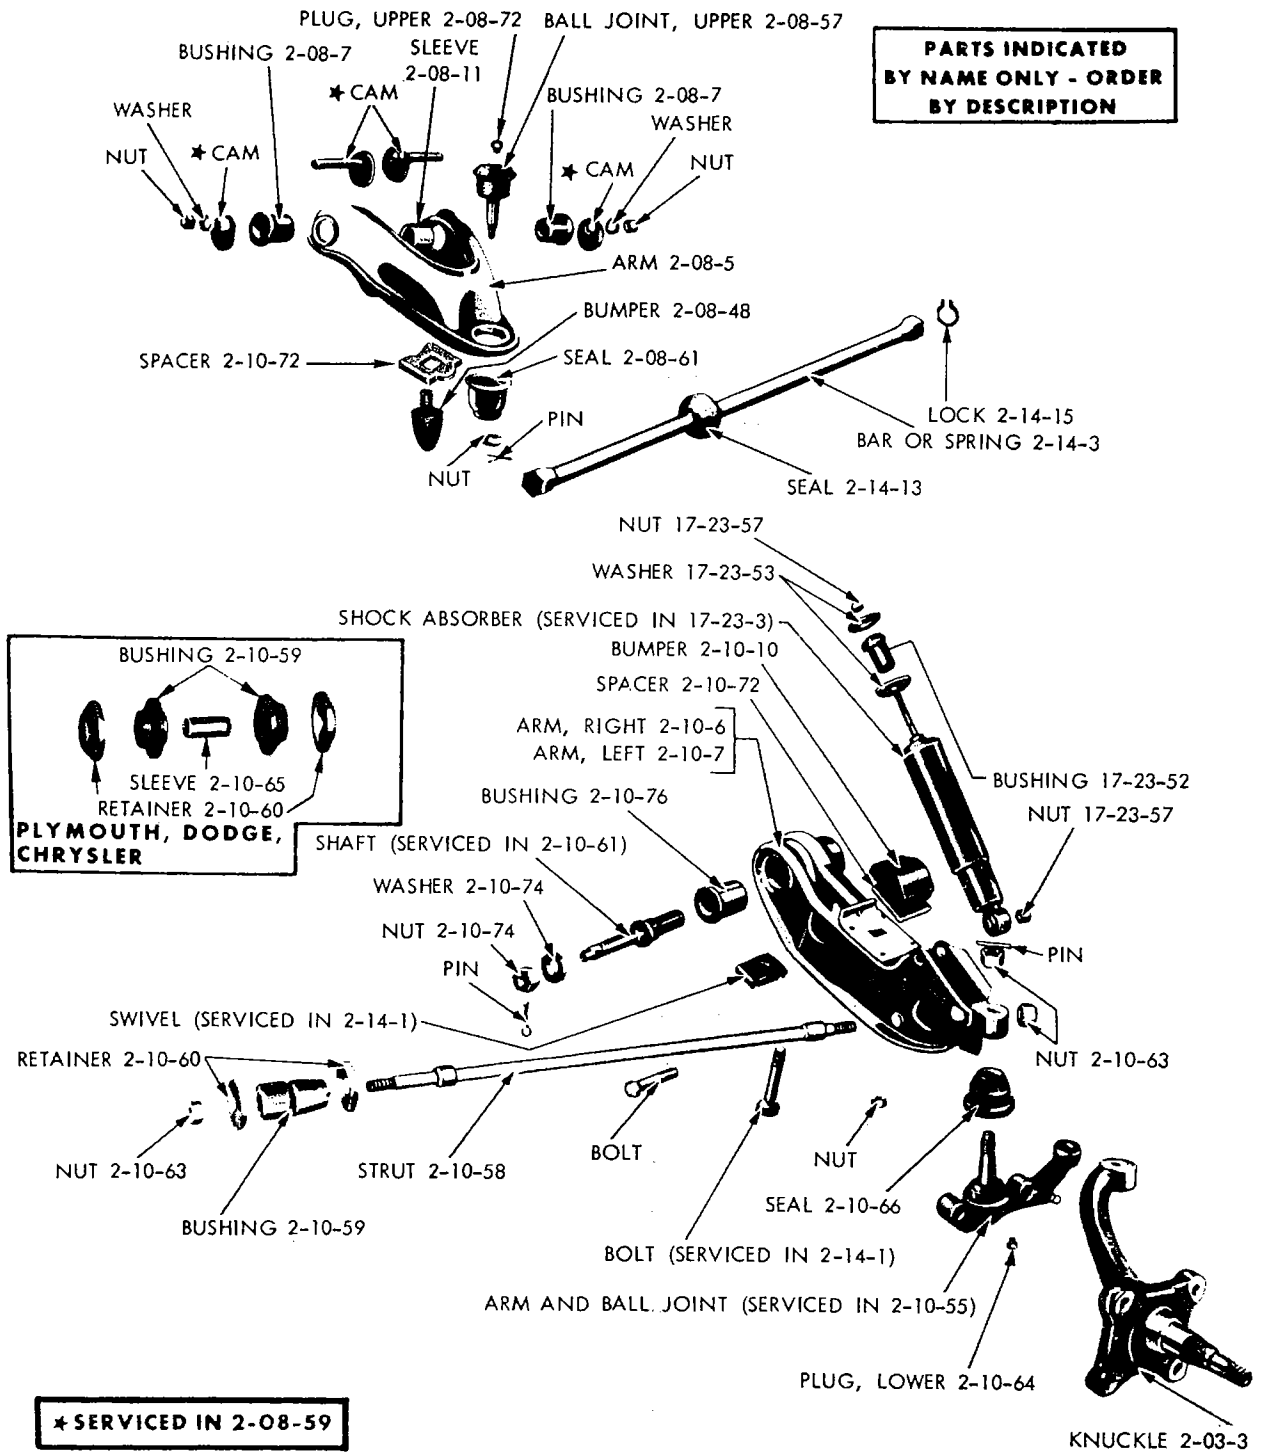 PLUG, UPPER 2-08-72
BALL JOINT, UPPER 2-08-57
PARTS INDICATED
BY NAME ONLY - ORDER
BY DESCRIPTION
BUSHING 2-08-7
SLEEVE
2-08-11
★ CAM
BUSHING 2-08-7
WASHER
WASHER
NUT
★ CAM
★ CAM
NUT
ARM 2-08-5
BUMPER 2-08-48
SPACER 2-10-72
SEAL 2-08-61
PIN
NUT
LOCK 2-14-15
BAR OR SPRING 2-14-3
SEAL 2-14-13
NUT 17-23-57
WASHER 17-23-53
SHOCK ABSORBER (SERVICED IN 17-23-3)
BUMPER 2-10-10
SPACER 2-10-72
ARM, RIGHT 2-10-6
ARM, LEFT 2-10-7
BUSHING 2-10-59
SLEEVE 2-10-65
RETAINER 2-10-60
PLYMOUTH, DODGE,
CHRYSLER
BUSHING 17-23-52
NUT 17-23-57
BUSHING 2-10-76
SHAFT (SERVICED IN 2-10-61)
WASHER 2-10-74
NUT 2-10-74
PIN
PIN
SWIVEL (SERVICED IN 2-14-1)
RETAINER 2-10-60
NUT 2-10-63
NUT 2-10-63
STRUT 2-10-58
BOLT
NUT
SEAL 2-10-66
BUSHING 2-10-59
BOLT (SERVICED IN 2-14-1)
ARM AND BALL JOINT (SERVICED IN 2-10-55)
PLUG, LOWER 2-10-64
KNUCKLE 2-03-3
★ SERVICED IN 2-08-59